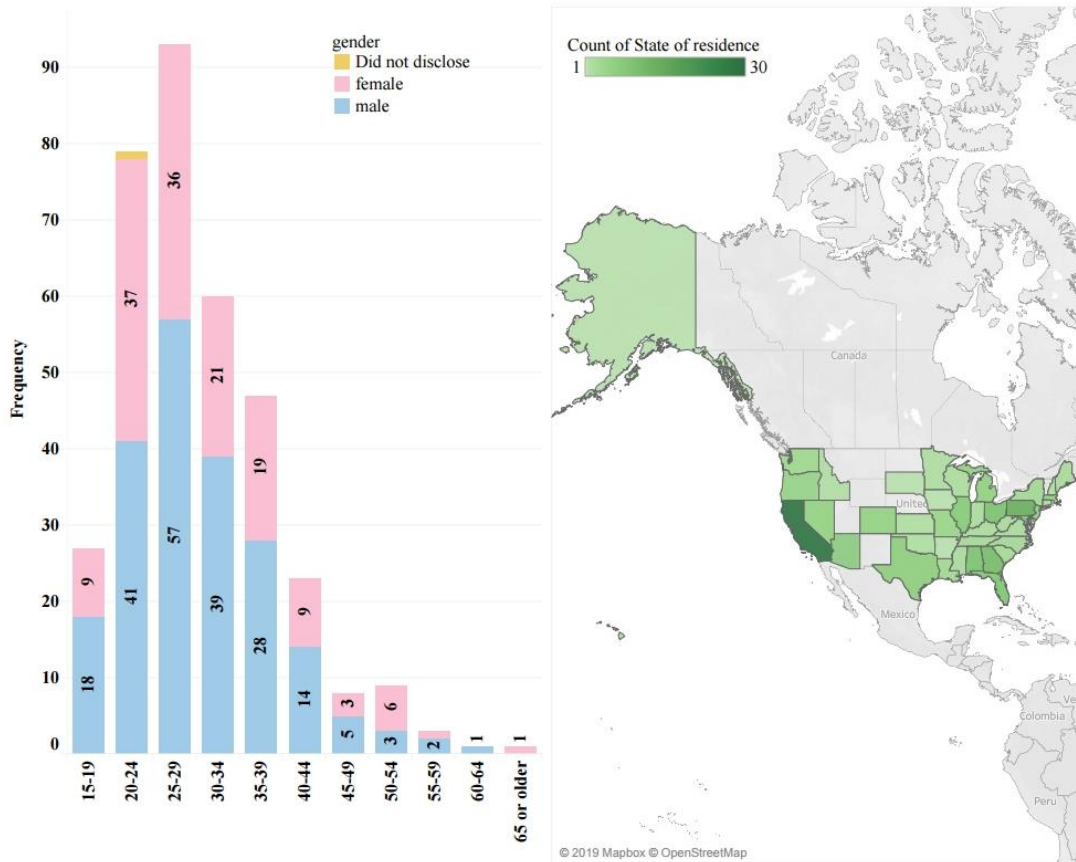 gender
Did not disclose
female
male
Frequency
90
80
70
60
50
40
30
20
10
0
9
18
37
41
36
57
21
39
19
28
9
14
3
5
6
3
2
1
1
15-19
20-24
25-29
30-34
35-39
40-44
45-49
50-54
55-59
60-64
65 or older
Count of State of residence
1 30
Canada
United
Mexico
Ve
Colombia
Peru
© 2019 Mapbox © OpenStreetMap